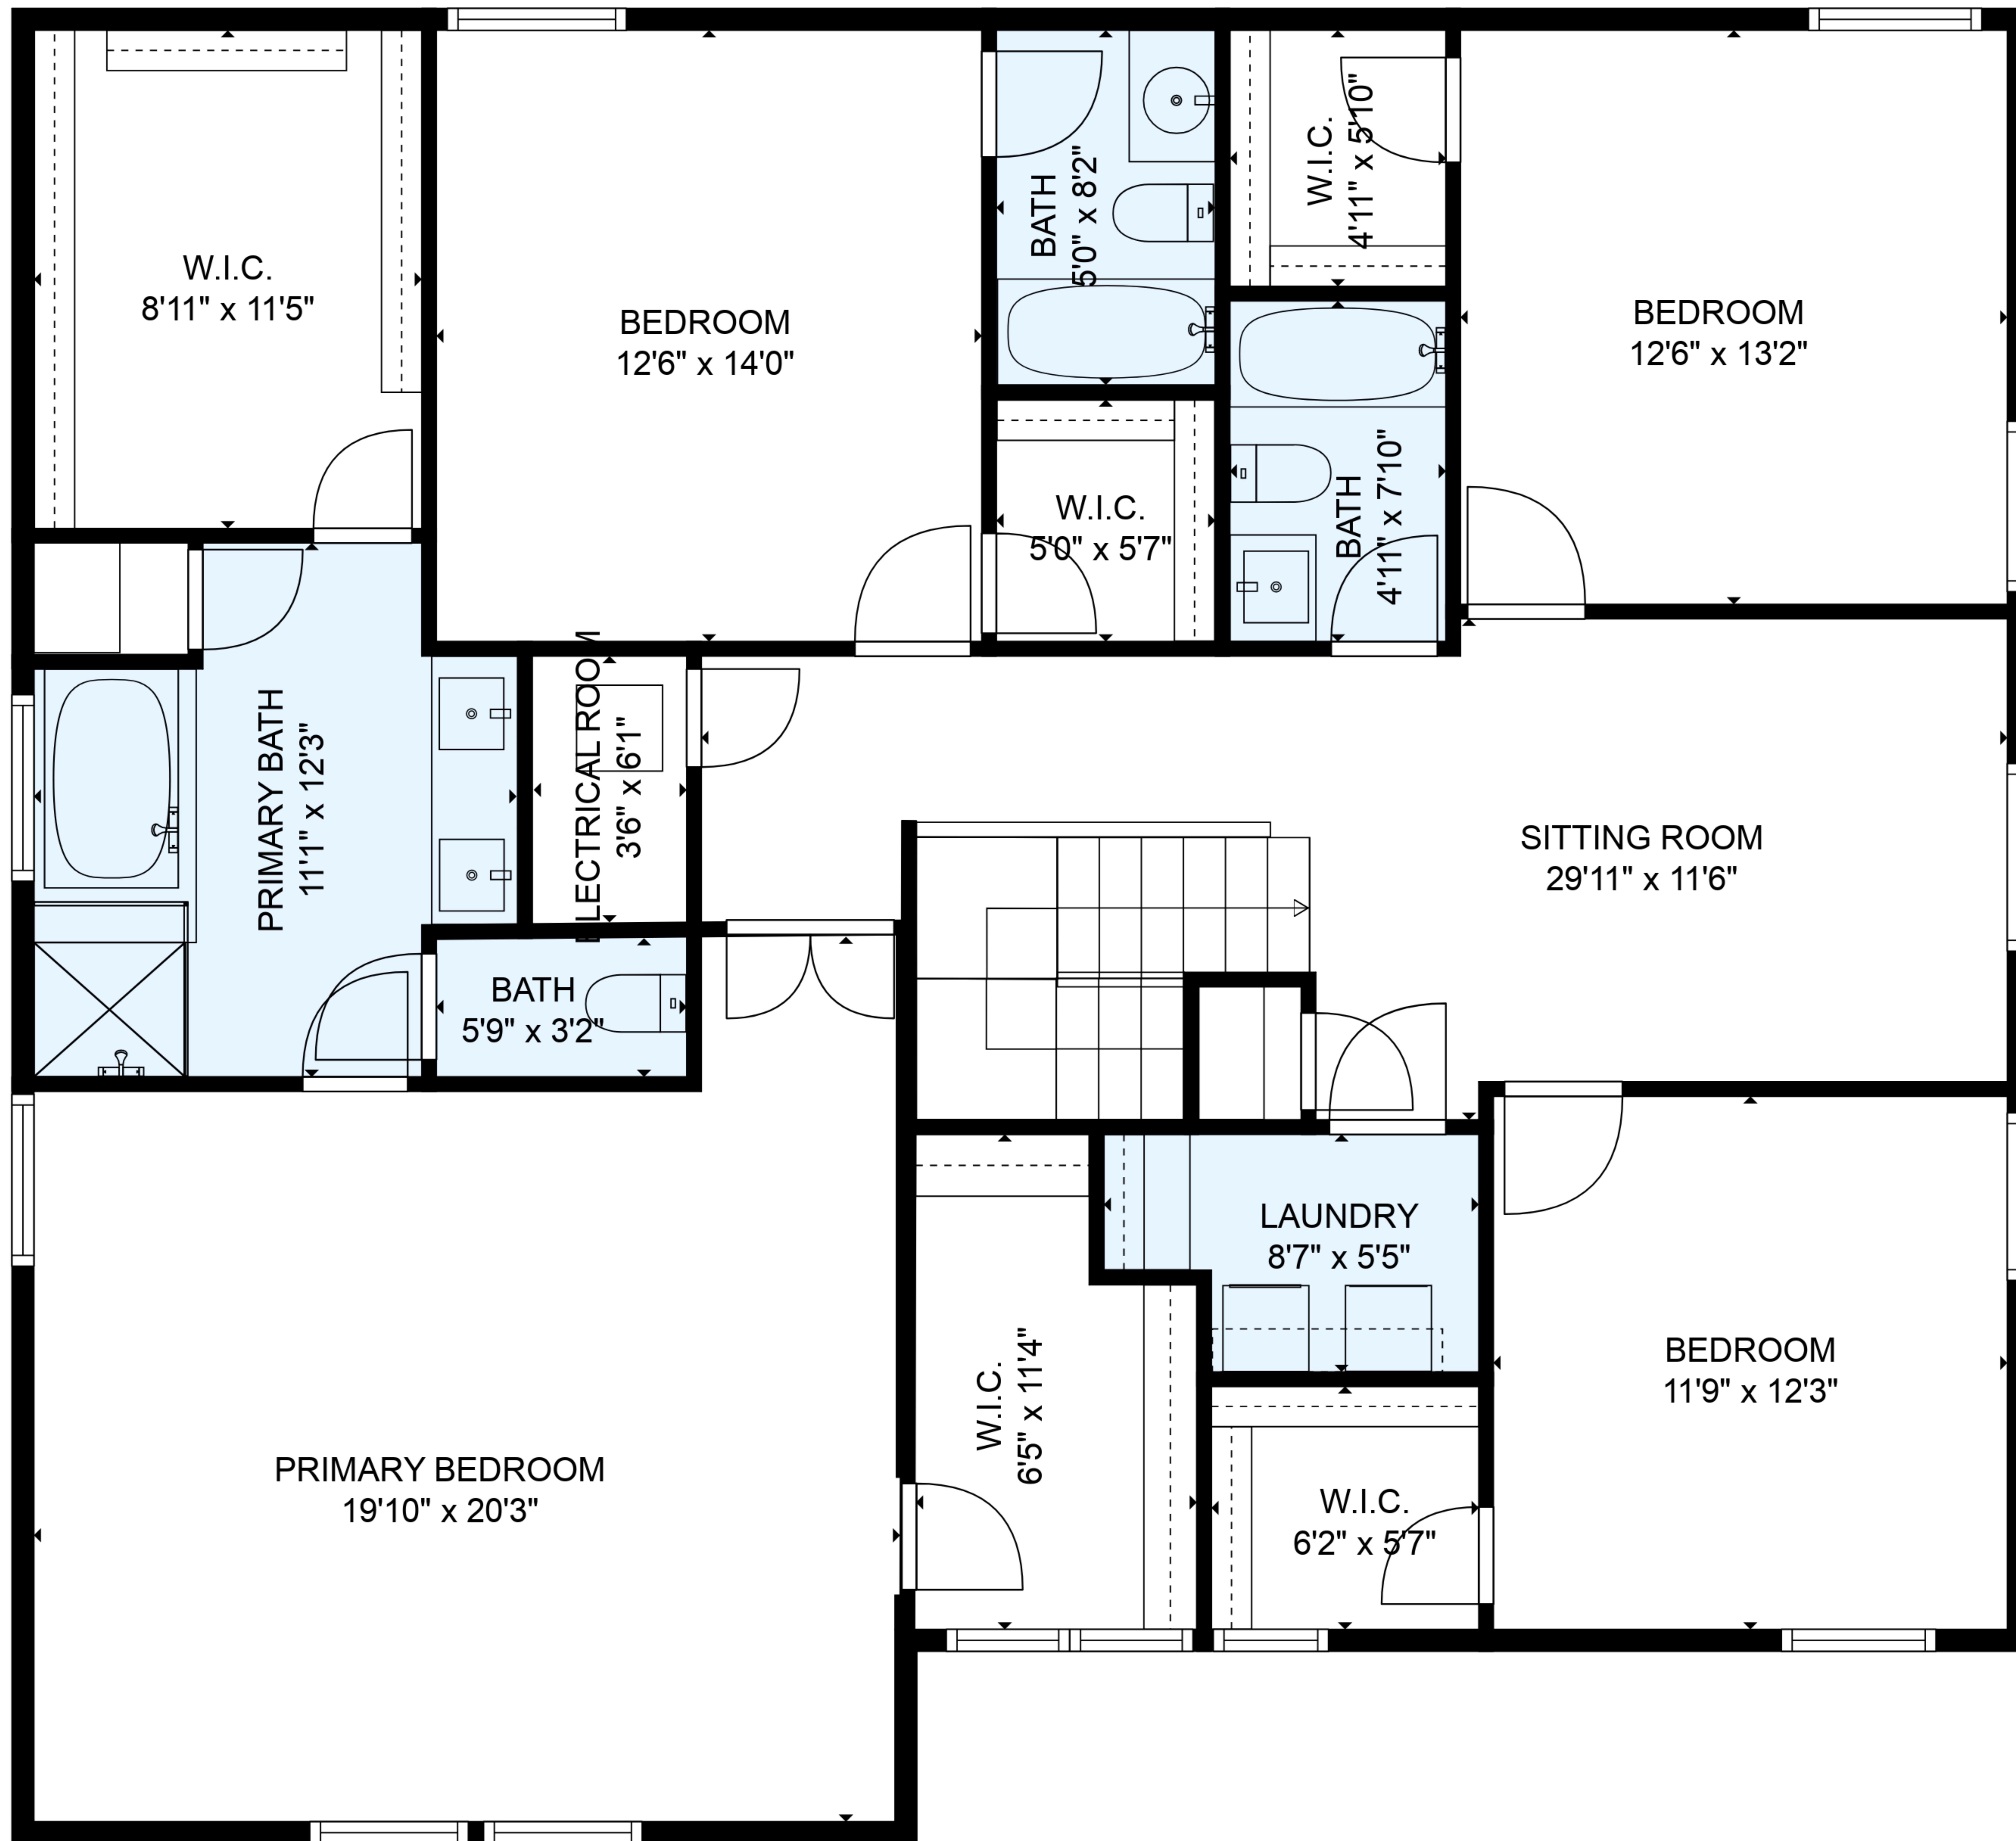 W.I.C.
8'11" x 11'5"
BEDROOM
12'6" x 14'0"
BATH
5'0" x 8'2"
W.I.C.
4'11" x 5'10"
BEDROOM
12'6" x 13'2"
W.I.C.
5'0" x 5'7"
BATH
4'11" x 7'10"
PRIMARY BATH
11'1" x 12'3"
ELECTRICAL ROOM
3'6" x 6'1"
SITTING ROOM
29'11" x 11'6"
BATH
5'9" x 3'2"
LAUNDRY
8'7" x 5'5"
W.I.C.
6'5" x 11'4"
BEDROOM
11'9" x 12'3"
PRIMARY BEDROOM
19'10" x 20'3"
W.I.C.
6'2" x 5'7"